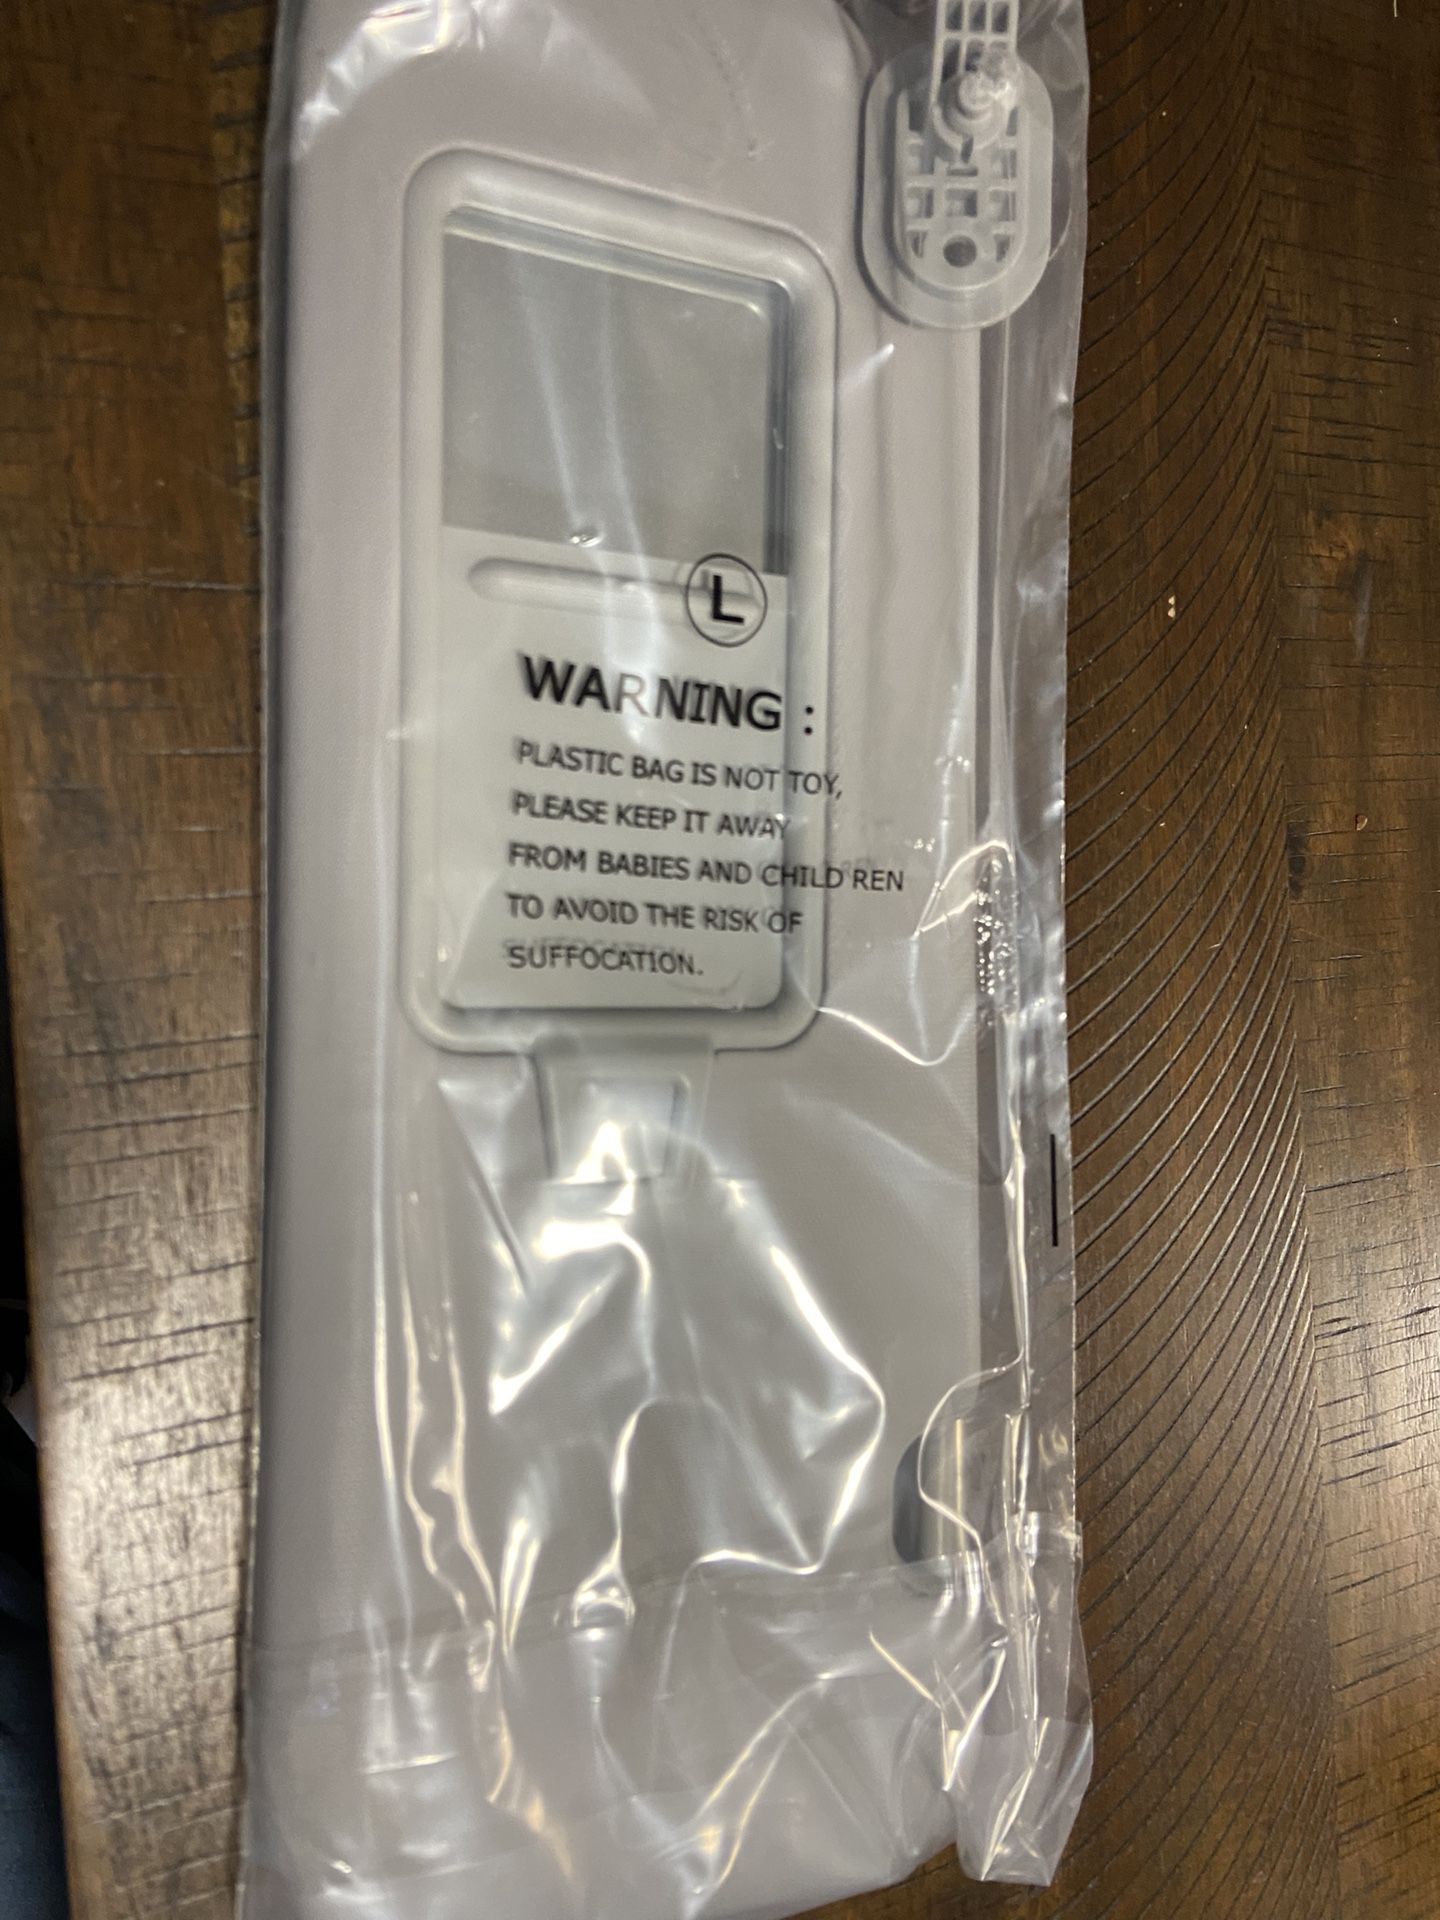 L
WARNING :
PLASTIC BAG IS NOT TOY,
PLEASE KEEP IT AWAY
FROM BABIES AND CHILD REN
TO AVOID THE RISK OF
SUFFOCATION.